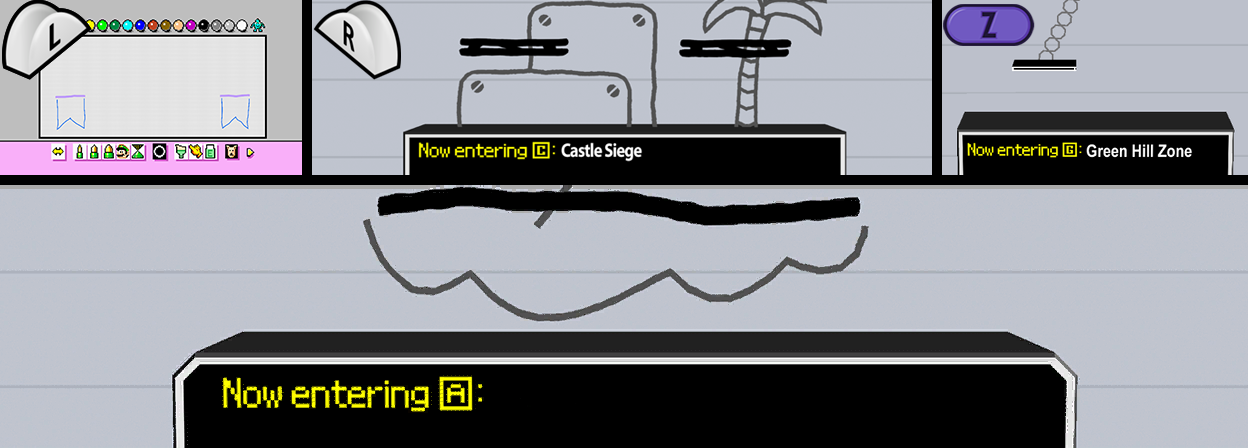 L
R
Z
Now entering C: Castle Siege
Now entering G: Green Hill Zone
Now entering A: